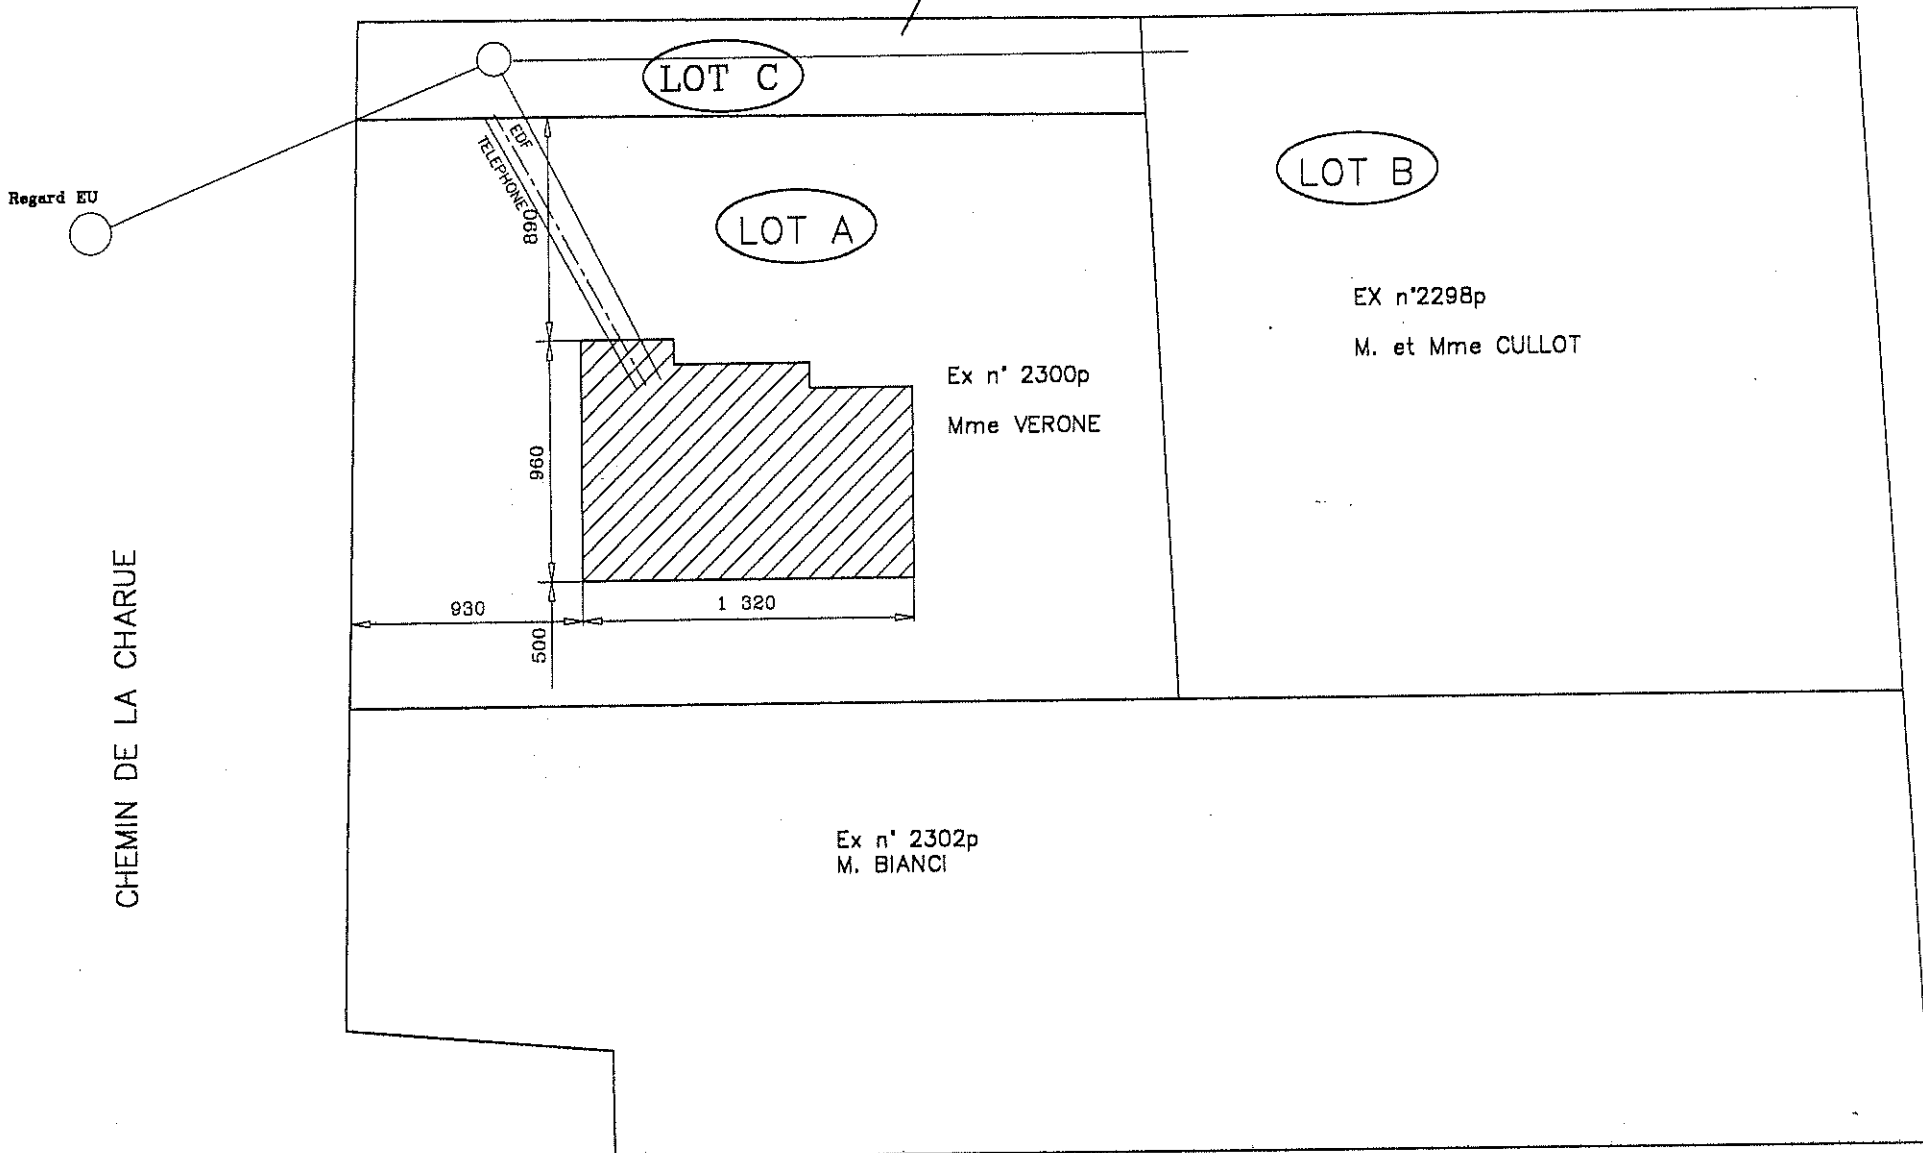 LOT C
EDF
TELEPHONE
Regard EU
890
LOT A
LOT B
EX n°2298p
M. et Mme CULLOT
Ex n° 2300p
Mme VERONE
960
930
1 320
500
CHEMIN DE LA CHARUE
Ex n° 2302p
M. BIANCI